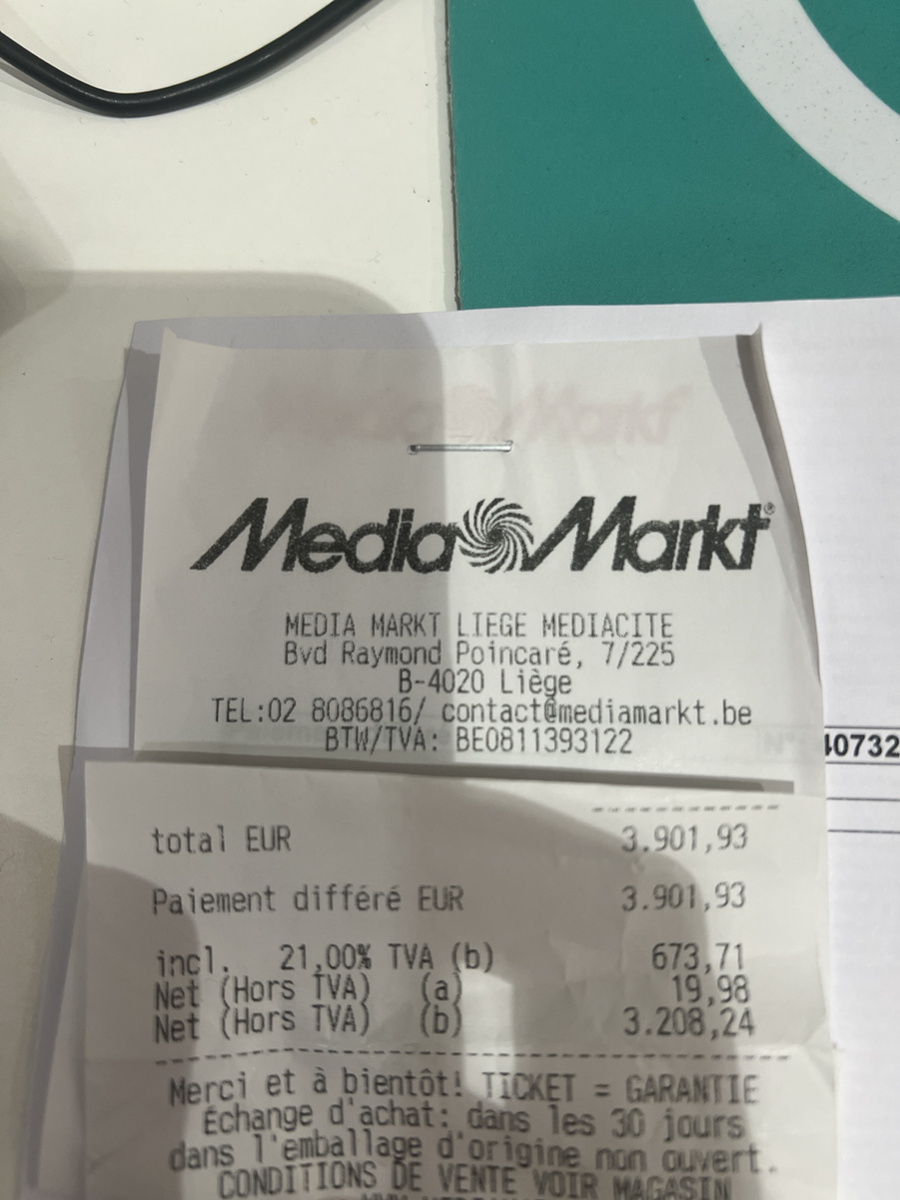 Media Markt®
MEDIA MARKT LIEGE MEDIACITE
Bvd Raymond Poincaré, 7/225
B-4020 Liège
TEL:02 8086816/ contact@mediamarkt.be
BTW/TVA: BE0811393122
40732
total EUR 3.901,93
Paiement différé EUR 3.901,93
incl. 21,00% TVA (b) 673,71
Net (Hors TVA) (a) 19,98
Net (Hors TVA) (b) 3.208,24
Merci et à bientôt! TICKET = GARANTIE
Échange d'achat: dans les 30 jours
dans l'emballage d'origine non ouvert.
CONDITIONS DE VENTE VOIR MAGASIN